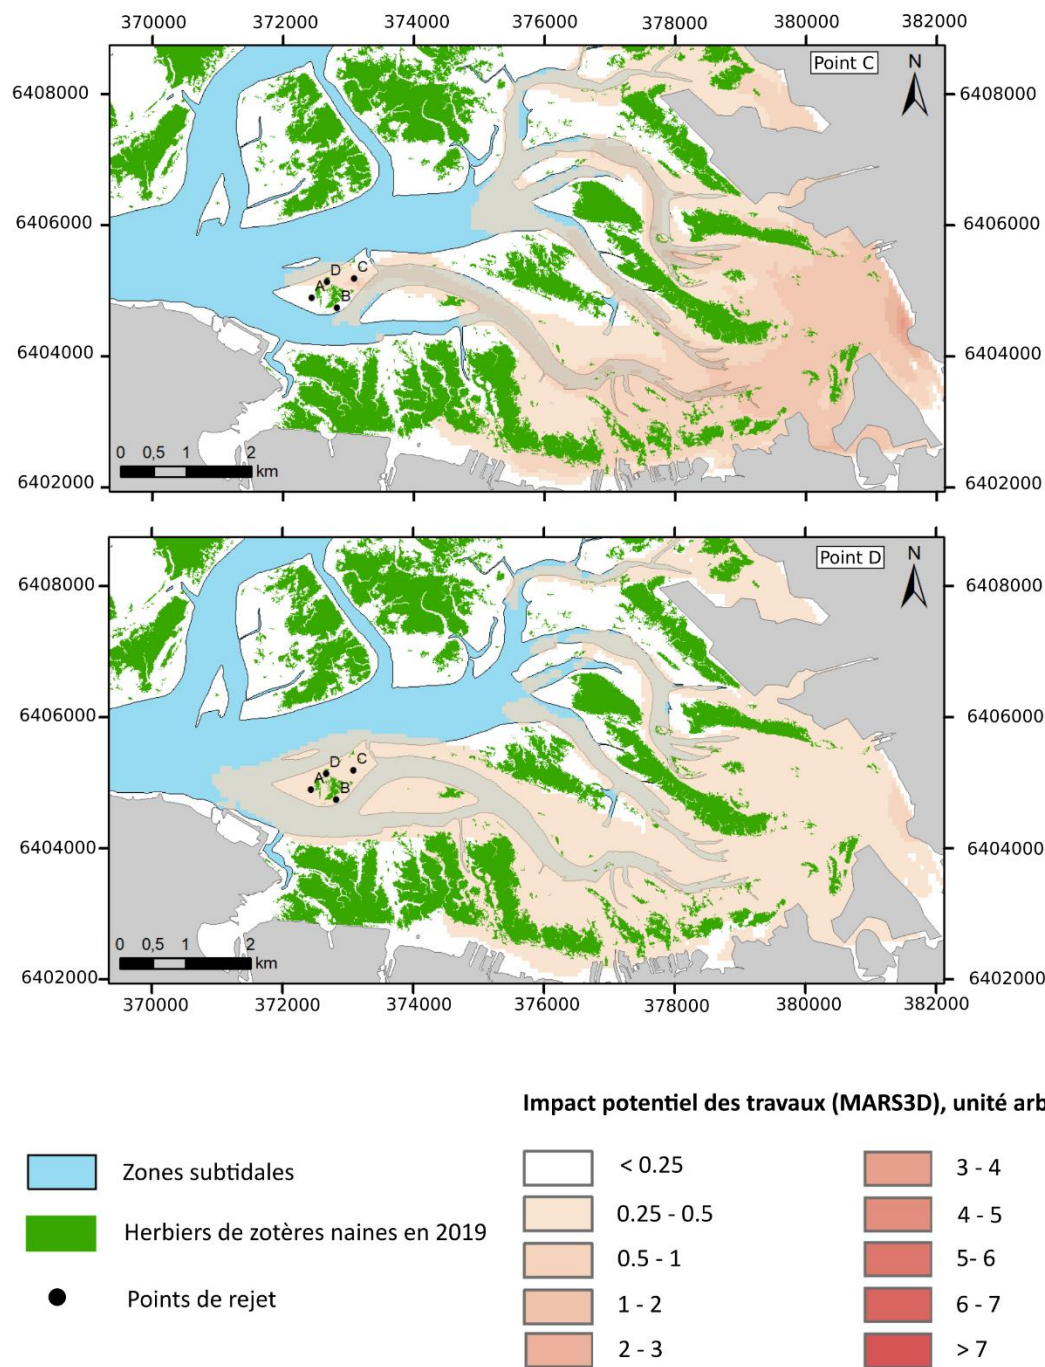 370000 372000 374000 376000 378000 380000 382000
Point C
N
6408000 6408000
6406000 6406000
D C
A
B
6404000 6404000
0 0,5 1 2
km
6402000 6402000
Point D
N
6408000 6408000
6406000 6406000
D C
A
B
6404000 6404000
0 0,5 1 2
km
6402000 6402000
370000 372000 374000 376000 378000 380000 382000
Impact potentiel des travaux (MARS3D), unité arb
Zones subtidales
Herbiers de zotères naines en 2019
Points de rejet
< 0.25
0.25 - 0.5
0.5 - 1
1 - 2
2 - 3
3 - 4
4 - 5
5- 6
6 - 7
> 7